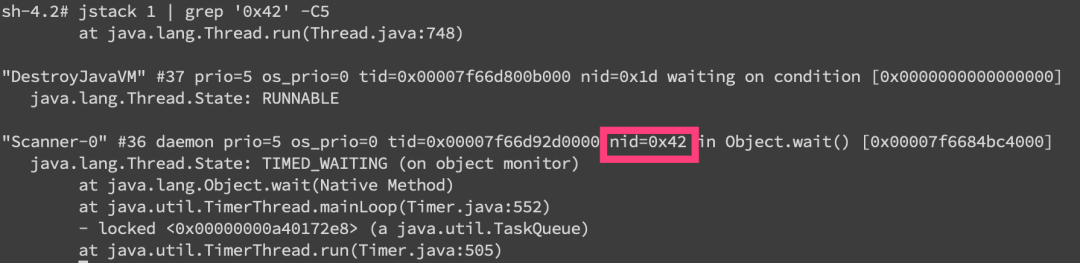 sh-4.2# jstack 1 | grep '0x42' -C5
at java.lang.Thread.run(Thread.java:748)
"DestroyJavaVM" #37 prio=5 os_prio=0 tid=0x00007f66d800b000 nid=0x1d waiting on condition [0x0000000000000000]
java.lang.Thread.State: RUNNABLE
"Scanner-0" #36 daemon prio=5 os_prio=0 tid=0x00007f66d92d0000 nid=0x42 in Object.wait() [0x00007f6684bc4000]
java.lang.Thread.State: TIMED_WAITING (on object monitor)
at java.lang.Object.wait(Native Method)
at java.util.TimerThread.mainLoop(Timer.java:552)
- locked <0x00000000a40172e8> (a java.util.TaskQueue)
at java.util.TimerThread.run(Timer.java:505)